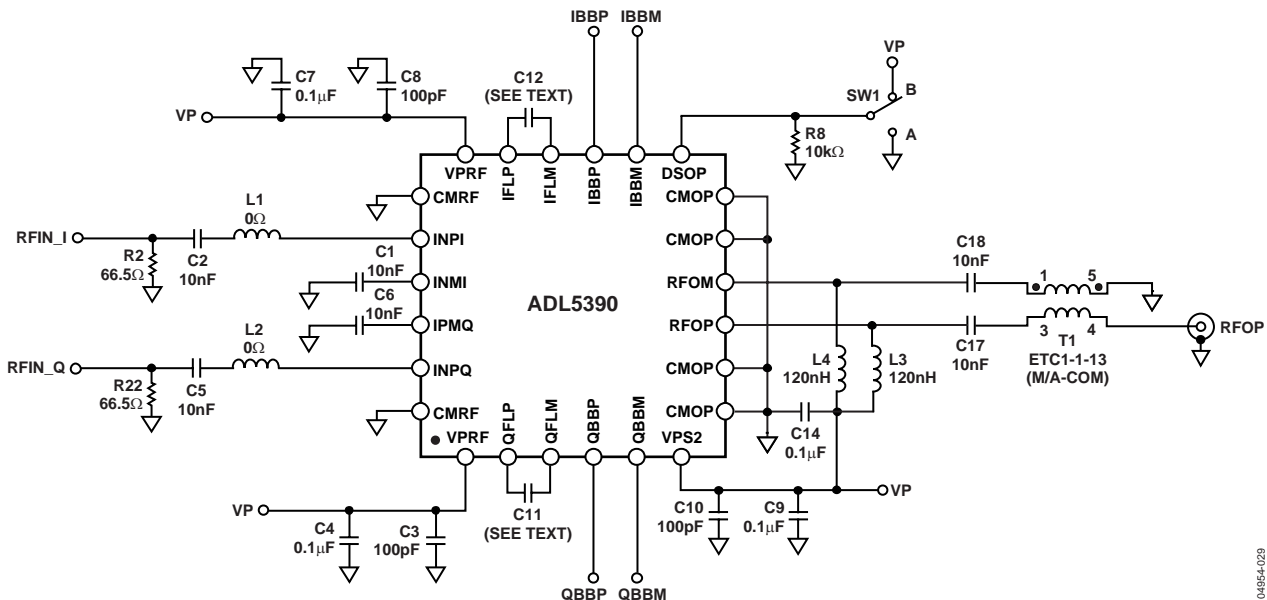 IBBP IBBM
VP
C7
0.1µF
C8
100pF
C12
(SEE TEXT)
SW1
B
A
VP
R8
10kΩ
VPRF
IFLP
IFLM
IBBP
IBBM
DSOP
CMRF
CMOP
L1
0Ω
RFIN_I
INPI
CMOP
R2
66.5Ω
C2
10nF
C1
10nF
INMI
RFOM
C18
10nF
1
5
ADL5390
C6
10nF
IPMQ
RFOP
C17
10nF
3
4
T1
ETC1-1-13
(M/A-COM)
RFOP
L2
0Ω
L4
120nH
L3
120nH
RFIN_Q
INPQ
CMOP
R22
66.5Ω
C5
10nF
CMRF
CMOP
C14
0.1µF
VPRF
QFLP
QFLM
QBBP
QBBM
VPS2
VP
C4
0.1µF
C3
100pF
C11
(SEE TEXT)
C10
100pF
C9
0.1µF
VP
QBBP QBBM
04954-029